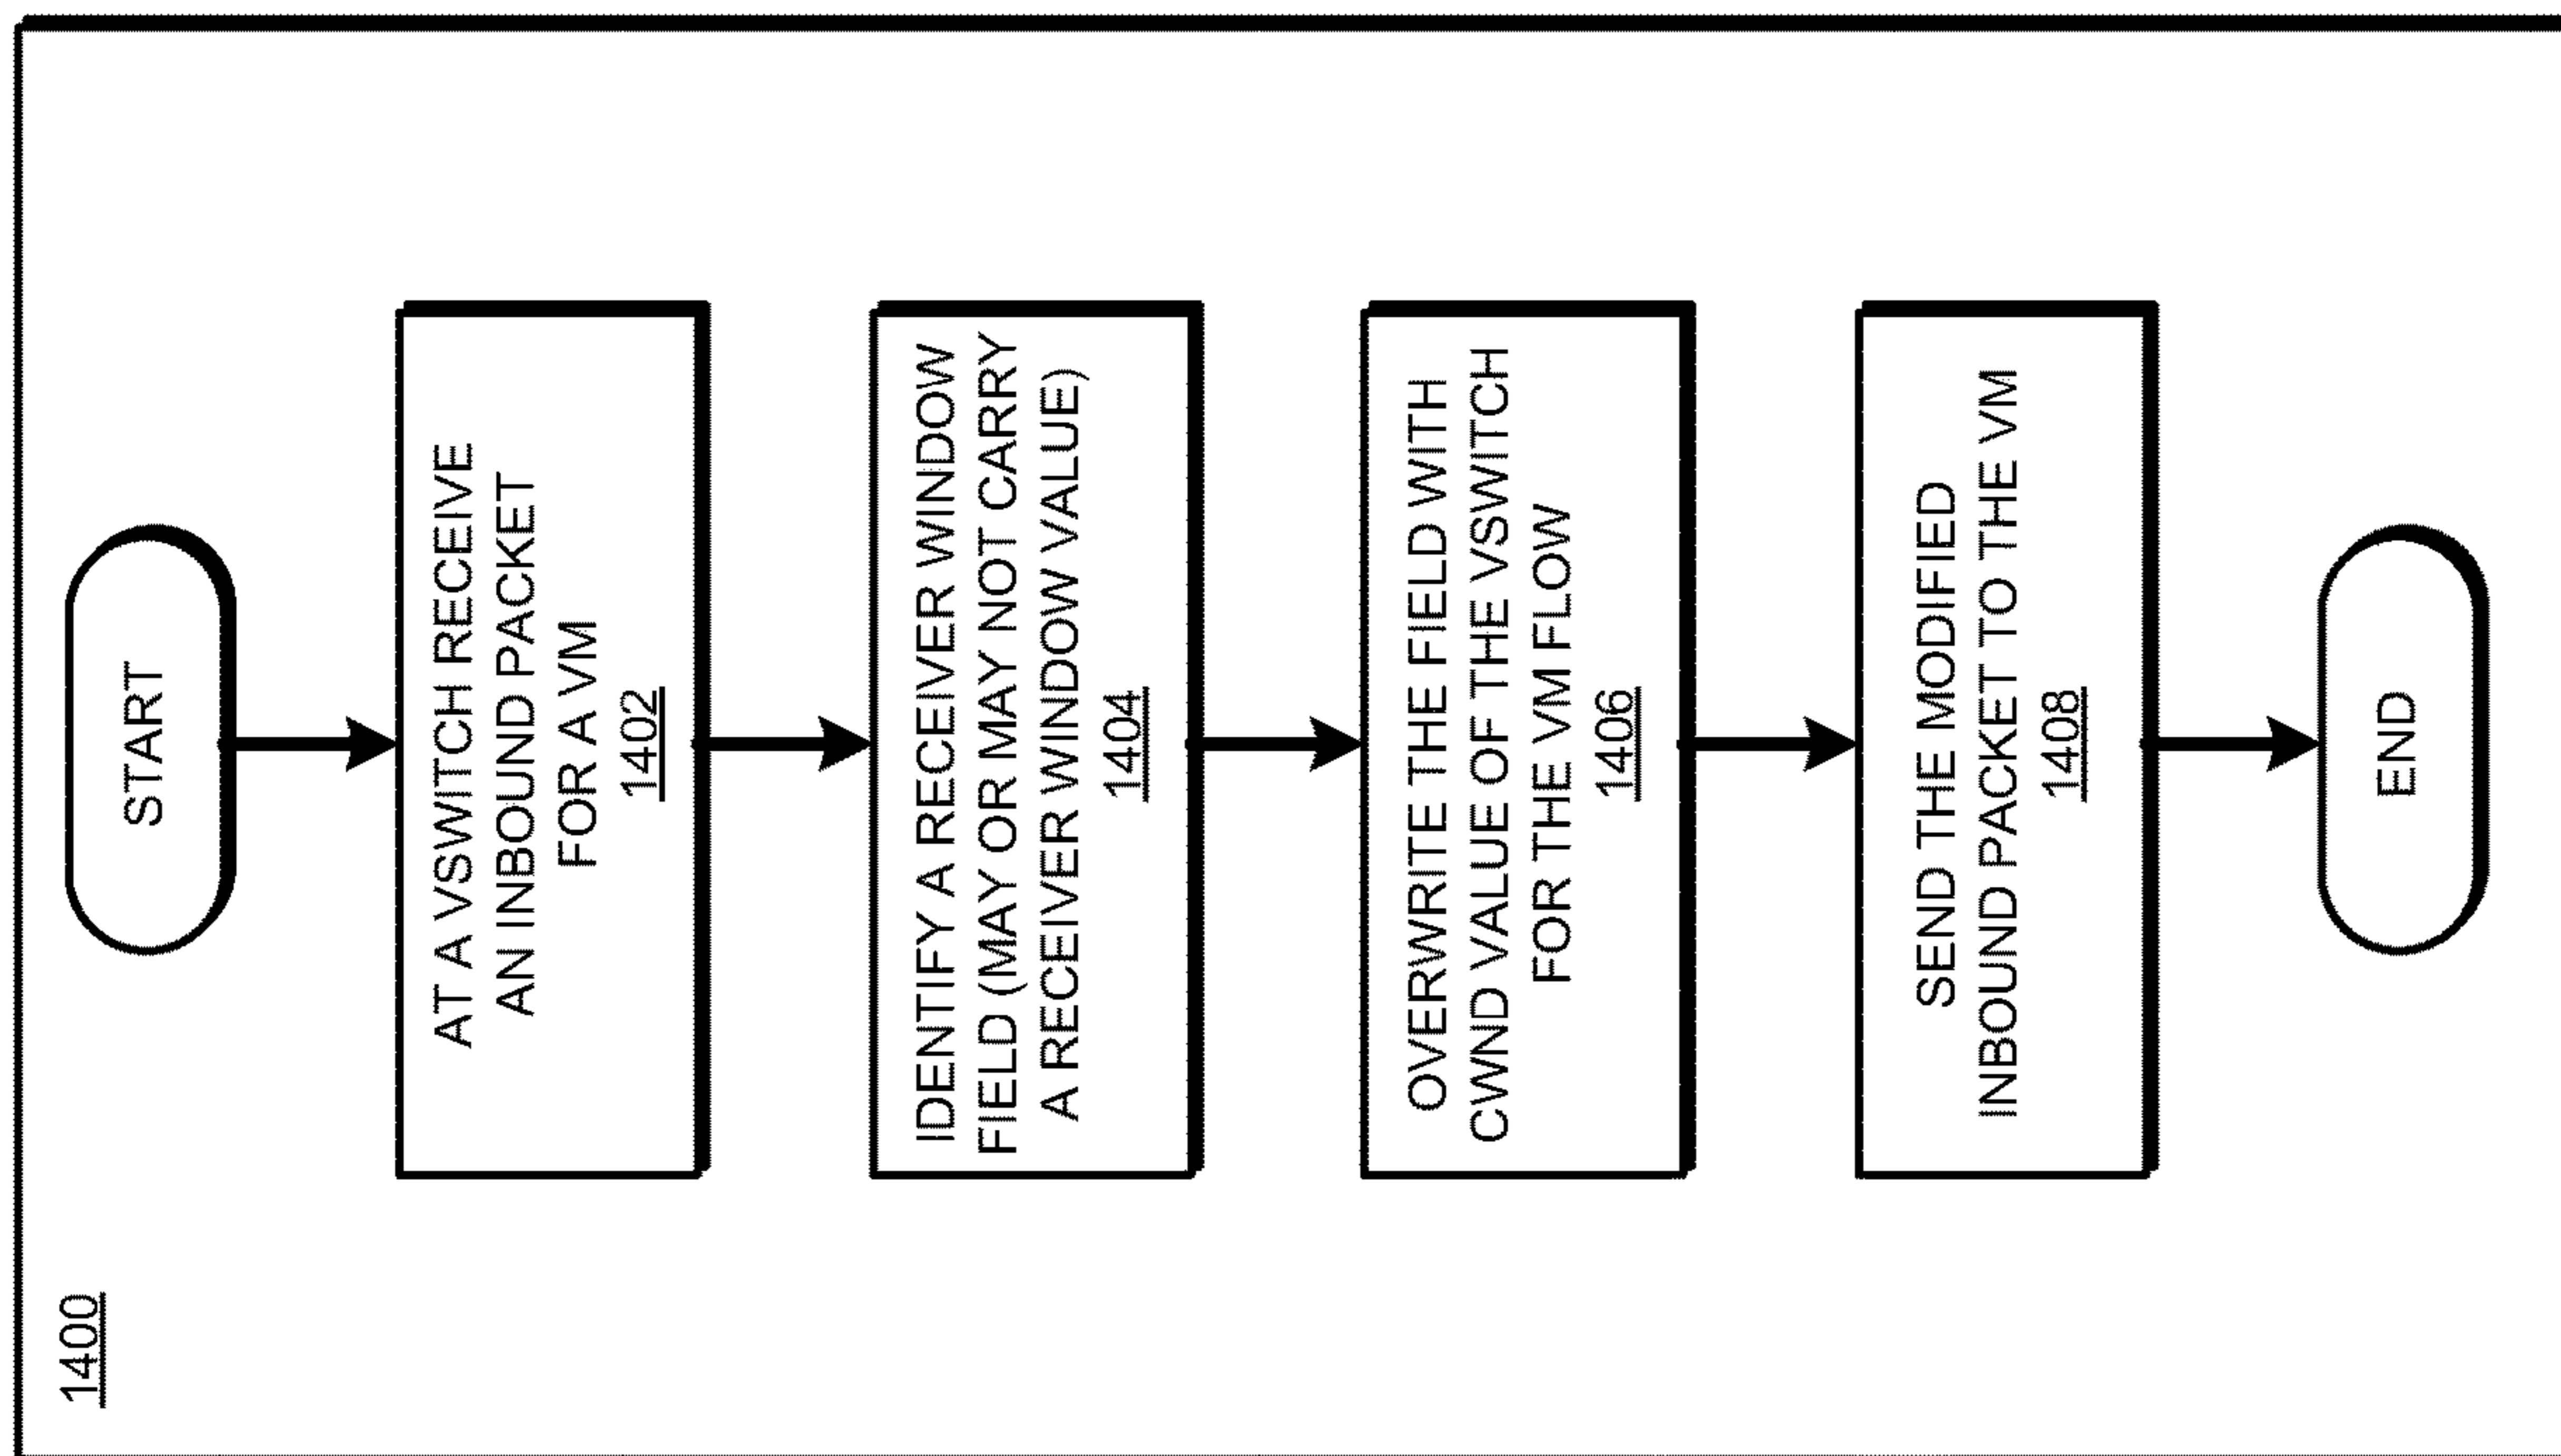 1400
START
AT A VSWITCH RECEIVE
AN INBOUND PACKET
FOR A VM
1402
IDENTIFY A RECEIVER WINDOW
FIELD (MAY OR MAY NOT CARRY
A RECEIVER WINDOW VALUE)
1404
OVERWRITE THE FIELD WITH
CWND VALUE OF THE VSWITCH
FOR THE VM FLOW
1406
SEND THE MODIFIED
INBOUND PACKET TO THE VM
1408
END